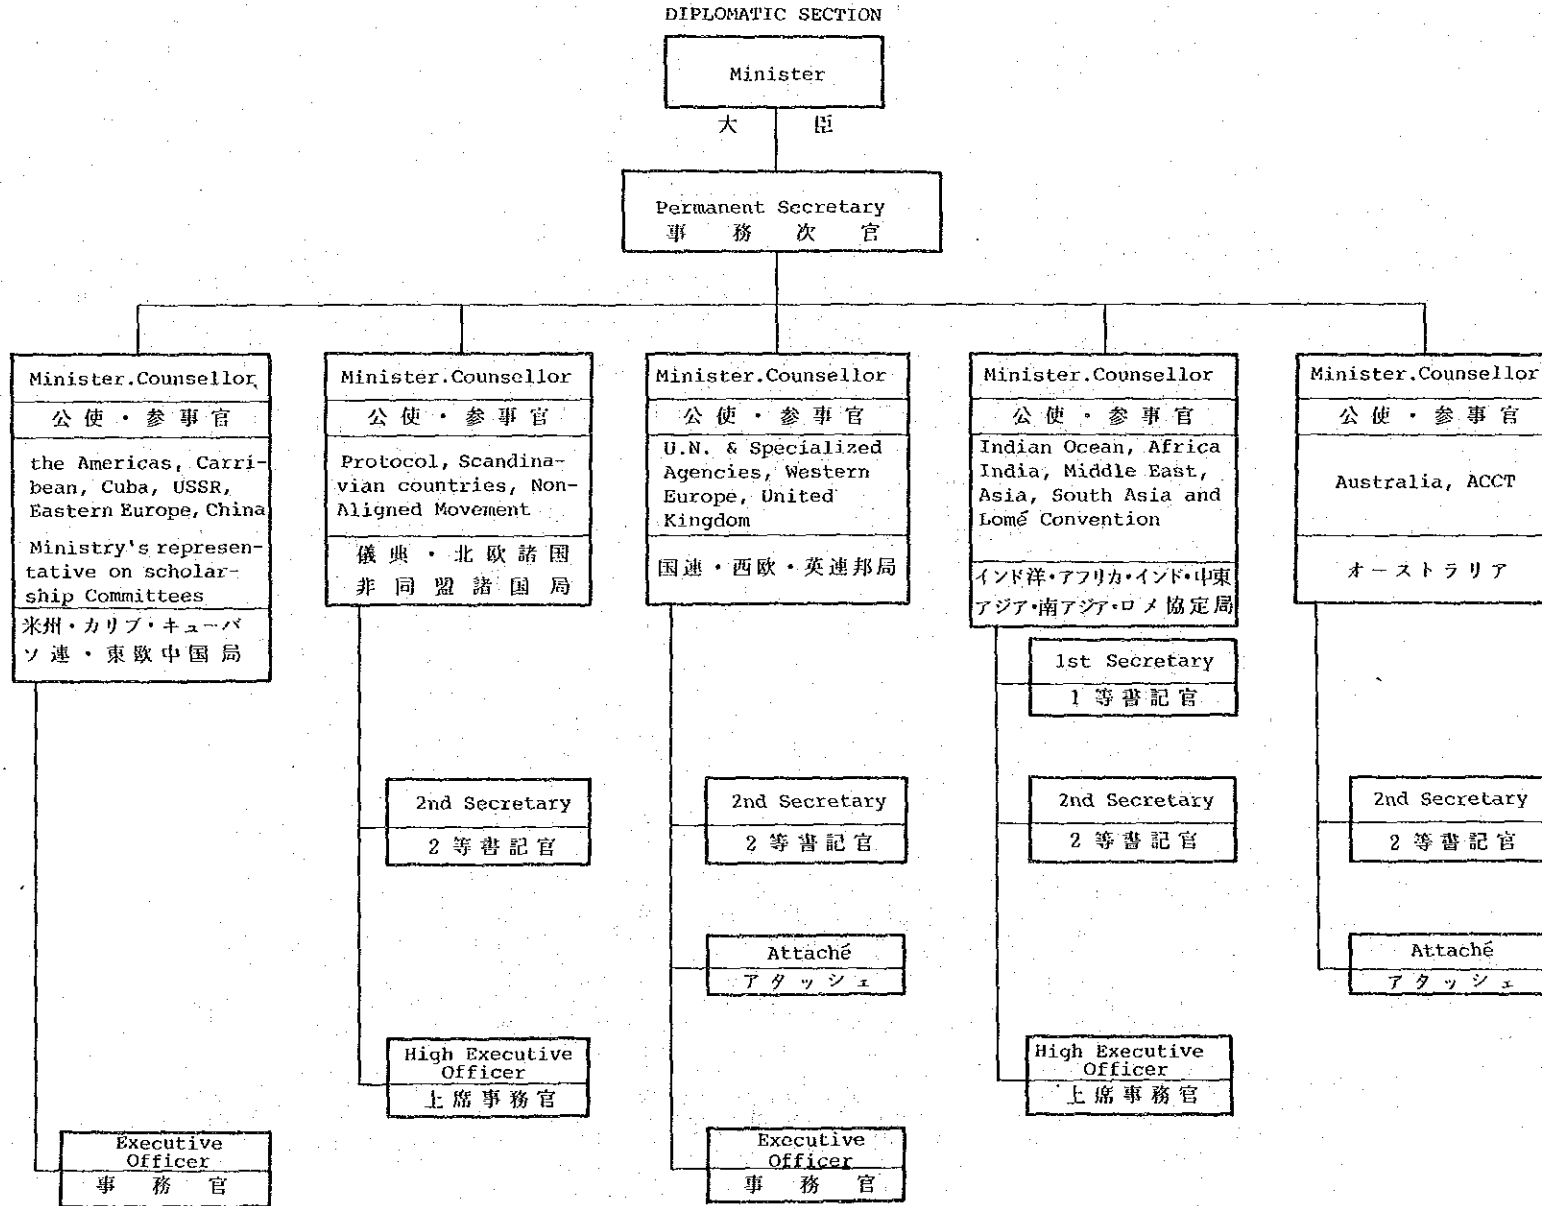 DIPLOMATIC SECTION
Minister
大 臣
Permanent Secretary
事 務 次 官
Minister.Counsellor
公使・参事官
the Americas, Carri-
bean, Cuba, USSR,
Eastern Europe, China
Ministry's represen-
tative on scholar-
ship Committees
米州・カリブ・キューバ
ソ連・東欧中国局
Executive
Officer
事 務 官
Minister.Counsellor
公使・参事官
Protocol, Scandina-
vian countries, Non-
Aligned Movement
儀典・北欧諸国
非同盟諸国局
2nd Secretary
2等書記官
High Executive
Officer
上席事務官
Minister.Counsellor
公使・参事官
U.N. & Specialized
Agencies, Western
Europe, United
Kingdom
国連・西欧・英連邦局
2nd Secretary
2等書記官
Attaché
アタッシェ
Executive
Officer
事 務 官
Minister.Counsellor
公使・参事官
Indian Ocean, Africa
India, Middle East,
Asia, South Asia and
Lomé Convention
インド洋・アフリカ・インド・中東
アジア・南アジア・ロメ協定局
1st Secretary
1等書記官
2nd Secretary
2等書記官
High Executive
Officer
上席事務官
Minister.Counsellor
公使・参事官
Australia, ACCT
オーストラリア
2nd Secretary
2等書記官
Attaché
アタッシェ